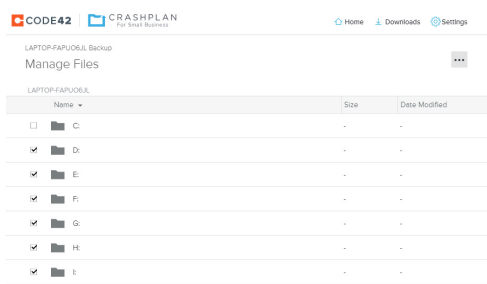 CODE42 CRASHPLAN
For Small Business
Home Downloads Settings
LAPTOP-FAPUO6JL Backup
Manage Files
...
LAPTOP-FAPUO6JL
Name Size Date Modified
C: - -
D: - -
E: - -
F: - -
G: - -
H: - -
I: - -